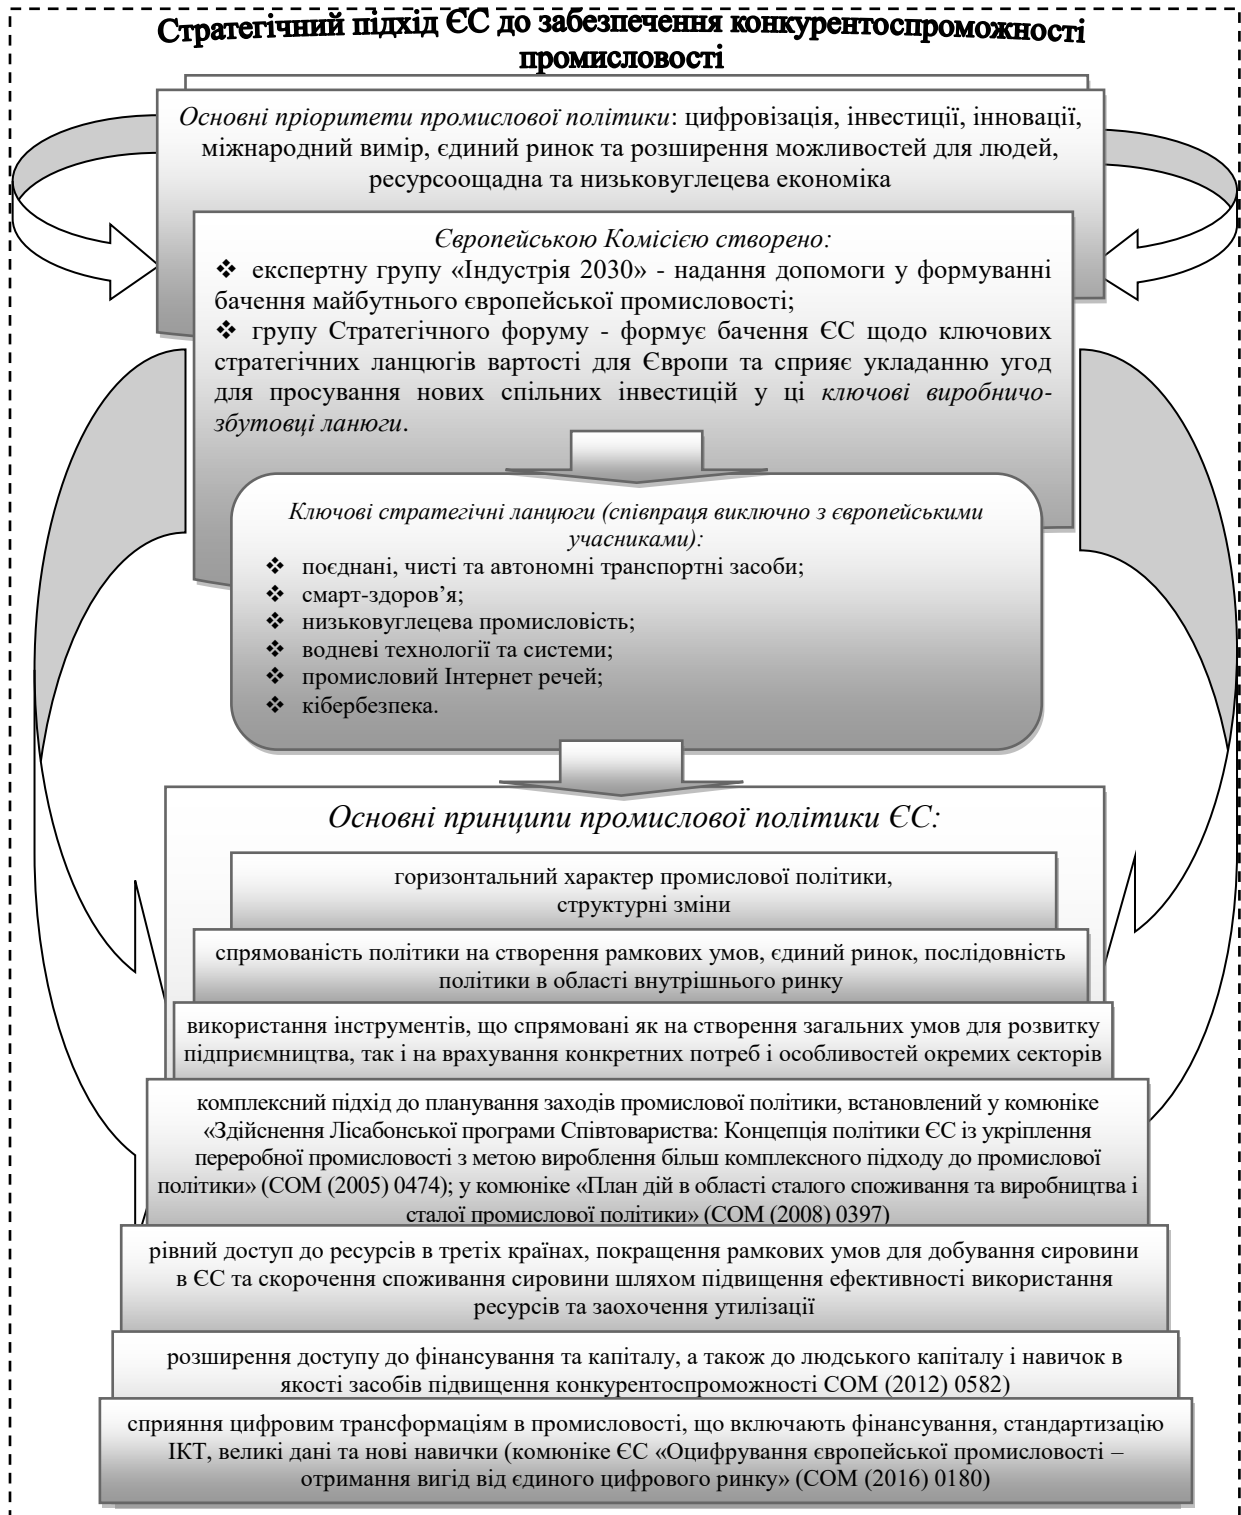 Стратегічний підхід ЄС до забезпечення конкурентоспроможності
промисловості
Основні пріоритети промислової політики: цифровізація, інвестиції, інновації,
міжнародний вимір, єдиний ринок та розширення можливостей для людей,
ресурсоощадна та низьковуглецева економіка
Європейською Комісією створено:
❖ експертну групу «Індустрія 2030» - надання допомоги у формуванні
бачення майбутнього європейської промисловості;
❖ групу Стратегічного форуму - формує бачення ЄС щодо ключових
стратегічних ланцюгів вартості для Європи та сприяє укладанню угод
для просування нових спільних інвестицій у ці ключові виробничо-
збутовці ланюги.
Ключові стратегічні ланцюги (співпраця виключно з європейськими
учасниками):
❖ поєднані, чисті та автономні транспортні засоби;
❖ смарт-здоров’я;
❖ низьковуглецева промисловість;
❖ водневі технології та системи;
❖ промисловий Інтернет речей;
❖ кібербезпека.
Основні принципи промислової політики ЄС:
горизонтальний характер промислової політики,
структурні зміни
спрямованість політики на створення рамкових умов, єдиний ринок, послідовність
політики в області внутрішнього ринку
використання інструментів, що спрямовані як на створення загальних умов для розвитку
підприємництва, так і на врахування конкретних потреб і особливостей окремих секторів
комплексний підхід до планування заходів промислової політики, встановлений у комюніке
«Здійснення Лісабонської програми Співтовариства: Концепція політики ЄС із укріплення
переробної промисловості з метою вироблення більш комплексного підходу до промислової
політики» (COM (2005) 0474); у комюніке «План дій в області сталого споживання та виробництва і
сталої промислової політики» (COM (2008) 0397)
рівний доступ до ресурсів в третіх країнах, покращення рамкових умов для добування сировини
в ЄС та скорочення споживання сировини шляхом підвищення ефективності використання
ресурсів та заохочення утилізації
розширення доступу до фінансування та капіталу, а також до людського капіталу і навичок в
якості засобів підвищення конкурентоспроможності COM (2012) 0582)
сприяння цифровим трансформаціям в промисловості, що включають фінансування, стандартизацію
ІКТ, великі дані та нові навички (комюніке ЄС «Оцифрування європейської промисловості –
отримання вигід від єдиного цифрового ринку» (COM (2016) 0180)